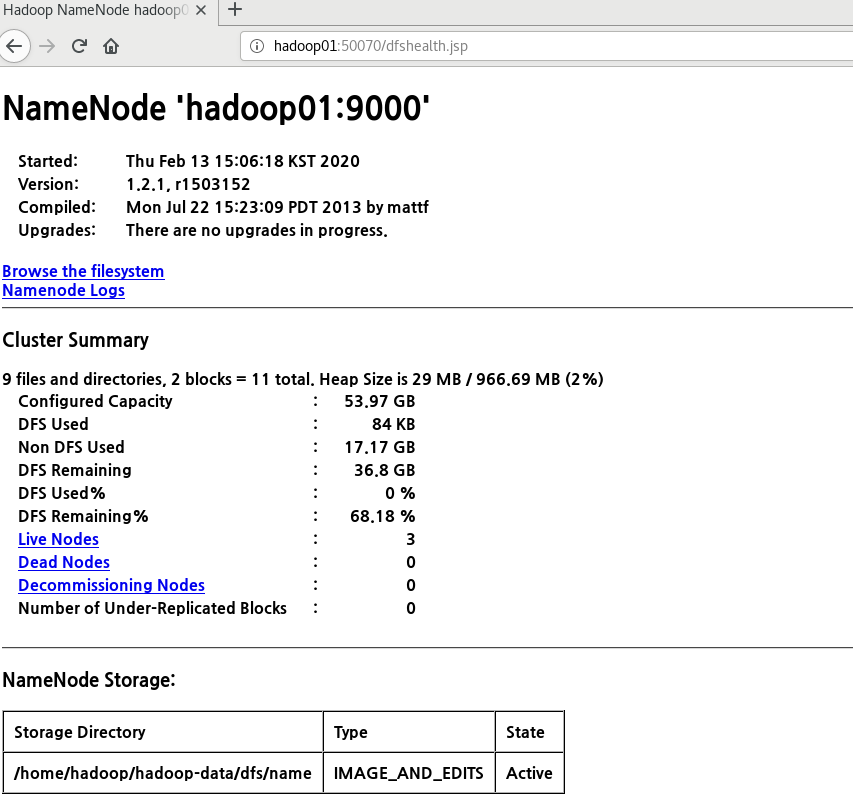 Hadoop NameNode hadoop0
hadoop01:50070/dfshealth.jsp
NameNode 'hadoop01:9000'
Started: Thu Feb 13 15:06:18 KST 2020
Version: 1.2.1, r1503152
Compiled: Mon Jul 22 15:23:09 PDT 2013 by mattf
Upgrades: There are no upgrades in progress.
Browse the filesystem
Namenode Logs
Cluster Summary
9 files and directories, 2 blocks = 11 total. Heap Size is 29 MB / 966.69 MB (2%)
Configured Capacity : 53.97 GB
DFS Used : 84 KB
Non DFS Used : 17.17 GB
DFS Remaining : 36.8 GB
DFS Used% : 0 %
DFS Remaining% : 68.18 %
Live Nodes : 3
Dead Nodes : 0
Decommissioning Nodes : 0
Number of Under-Replicated Blocks : 0
NameNode Storage:
Storage Directory Type State
/home/hadoop/hadoop-data/dfs/name IMAGE_AND_EDITS Active